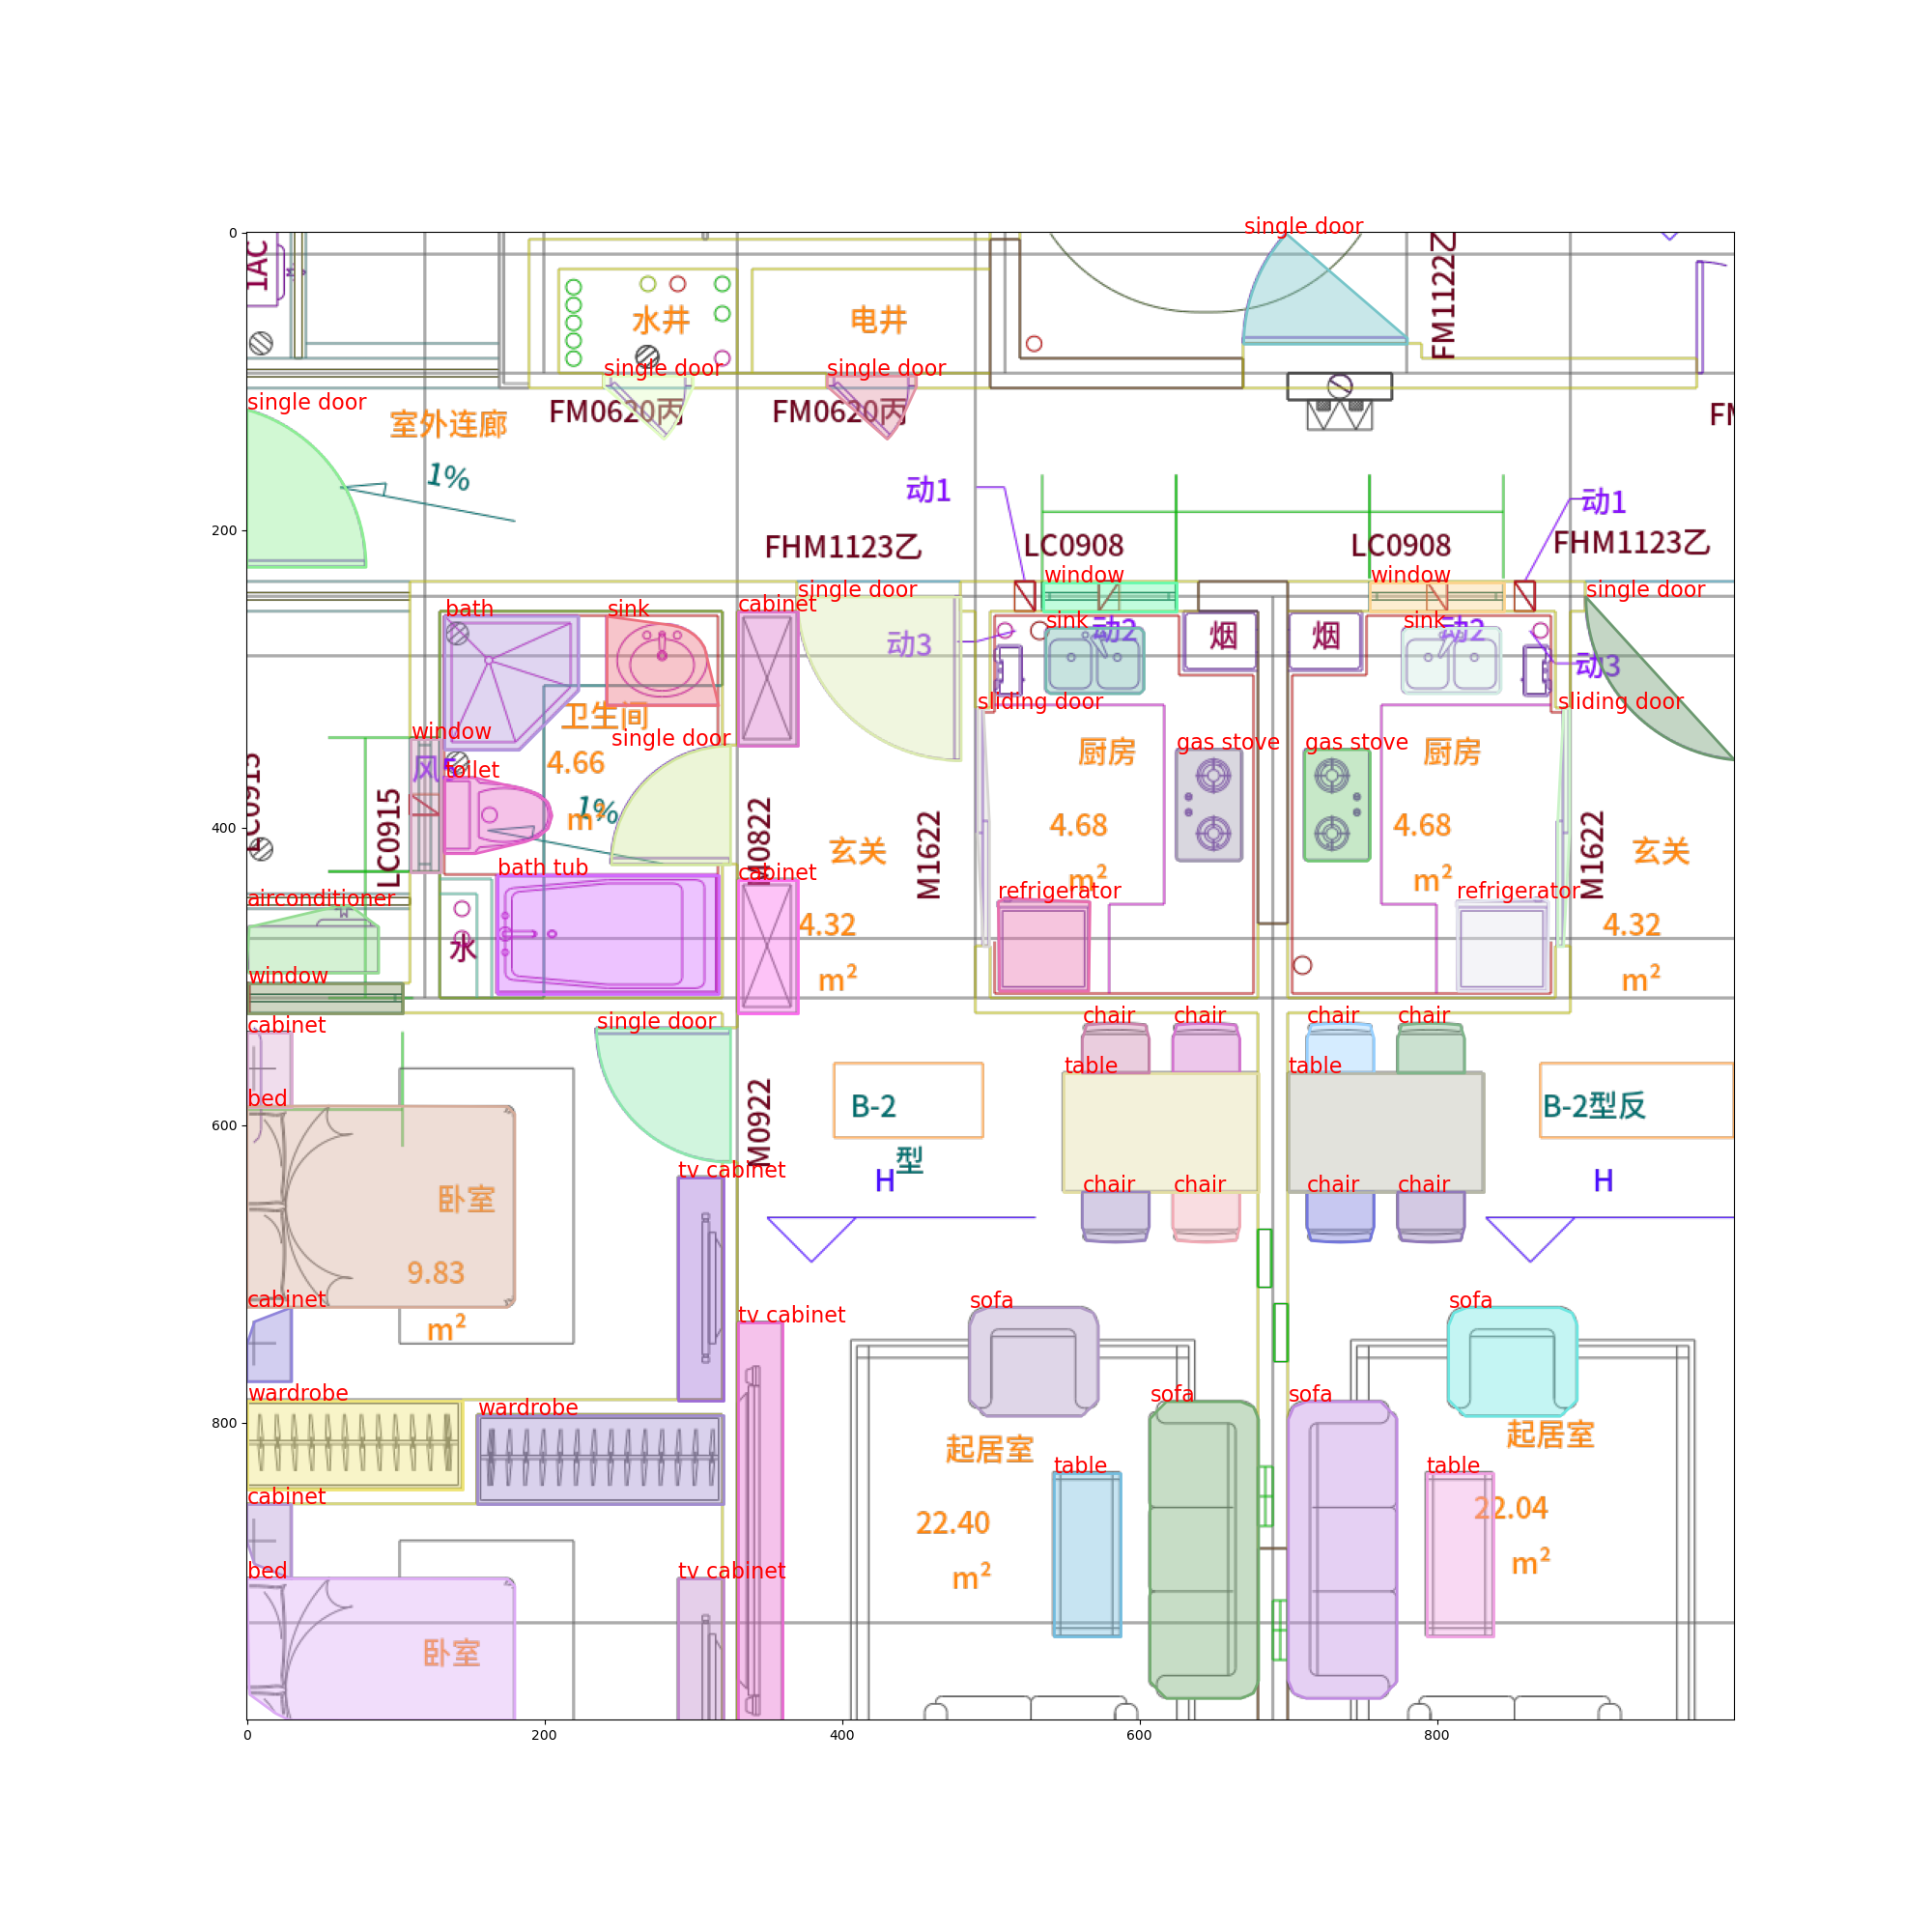 single door
0
1AC
FM1122乙
水井
电井
single door
single door
single door
FM0620丙
FM0620丙
室外连廊
1%
动1
动1
200
FHM1123乙
LC0908
LC0908
FHM1123乙
window
window
single door
single door
bath
sink
cabinet
sink
动2
sink
动2
烟
烟
动3
动3
sliding door
sliding door
卫生间
window
single door
gas stove
gas stove
厨房
厨房
4.66
m²
风
toilet
1%
LC0915
LC0915
M0822
400
4.68
m²
4.68
m²
M1622
M1622
玄关
玄关
bath tub
cabinet
refrigerator
refrigerator
airconditioner
水
4.32
m²
4.32
m²
window
cabinet
single door
chair
chair
chair
chair
table
table
bed
B-2
型
B-2型反
600
M0922
H
H
tv cabinet
chair
chair
chair
chair
卧室
9.83
m²
cabinet
tv cabinet
sofa
sofa
wardrobe
wardrobe
sofa
sofa
800
起居室
起居室
table
table
cabinet
22.40
m²
22.04
m²
bed
tv cabinet
卧室
0
200
400
600
800